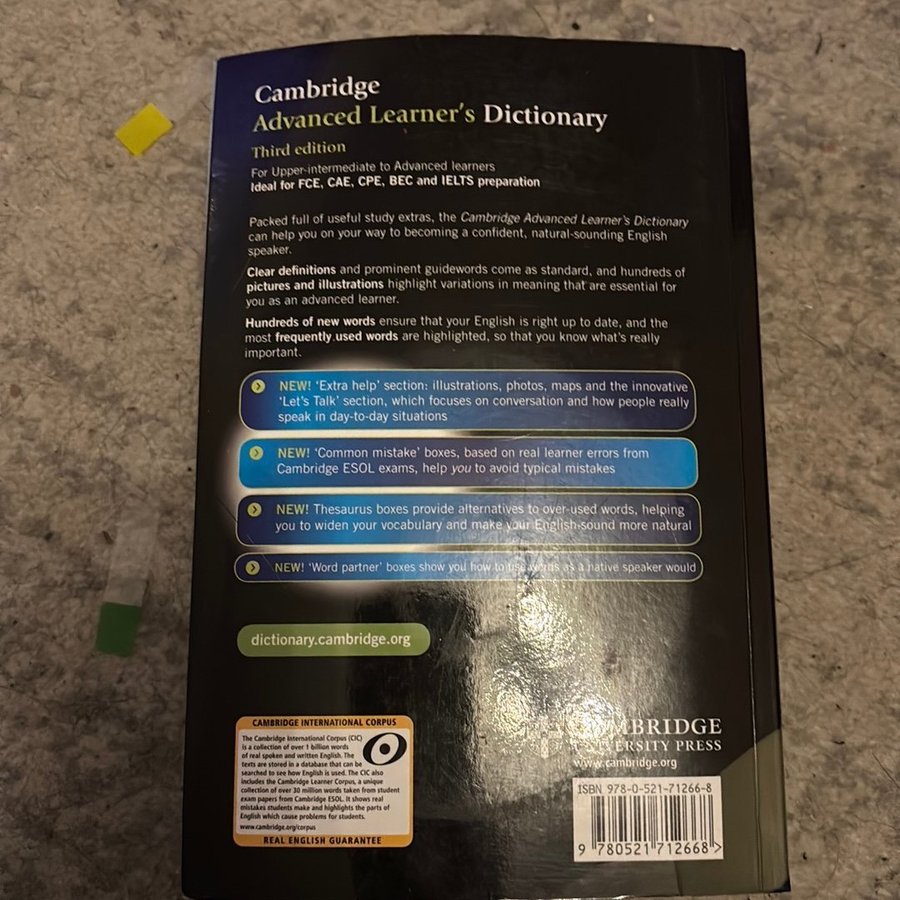 Cambridge
Advanced Learner's Dictionary
Third edition
For Upper-intermediate to Advanced learners
Ideal for FCE, CAE, CPE, BEC and IELTS preparation
Packed full of useful study extras, the Cambridge Advanced Learner's Dictionary
can help you on your way to becoming a confident, natural-sounding English
speaker.
Clear definitions and prominent guidewords come as standard, and hundreds of
pictures and illustrations highlight variations in meaning that are essential for
you as an advanced learner.
Hundreds of new words ensure that your English is right up to date, and the
most frequently used words are highlighted, so that you know what's really
important.
NEW! 'Extra help' section: illustrations, photos, maps and the innovative
'Let's Talk' section, which focuses on conversation and how people really
speak in day-to-day situations
NEW! 'Common mistake' boxes, based on real learner errors from
Cambridge ESOL exams, help you to avoid typical mistakes
NEW! Thesaurus boxes provide alternatives to over-used words, helping
you to widen your vocabulary and make your English sound more natural
NEW! 'Word partner' boxes show you how to use words as a native speaker would
dictionary.cambridge.org
CAMBRIDGE INTERNATIONAL CORPUS
The Cambridge International Corpus (CIC)
is a collection of over 1 billion words
of real spoken and written English. The
texts are stored in a database that can be
searched to see how English is used. The CIC also
includes the Cambridge Learner Corpus, a unique
collection of over 30 million words taken from student
exam papers from Cambridge ESOL. It shows real
mistakes students make and highlights the parts of
English which cause problems for students.
www.cambridge.org/corpus
REAL ENGLISH GUARANTEE
CAMBRIDGE
UNIVERSITY PRESS
www.cambridge.org
ISBN 978-0-521-71266-8
9 780521 712668 >